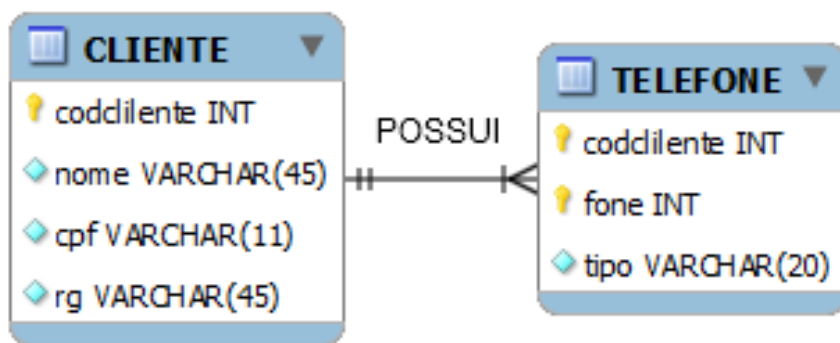 CLIENTE
codclilente INT
nome VARCHAR(45)
cpf VARCHAR(11)
rg VARCHAR(45)
POSSUI
TELEFONE
codclilente INT
fone INT
tipo VARCHAR(20)